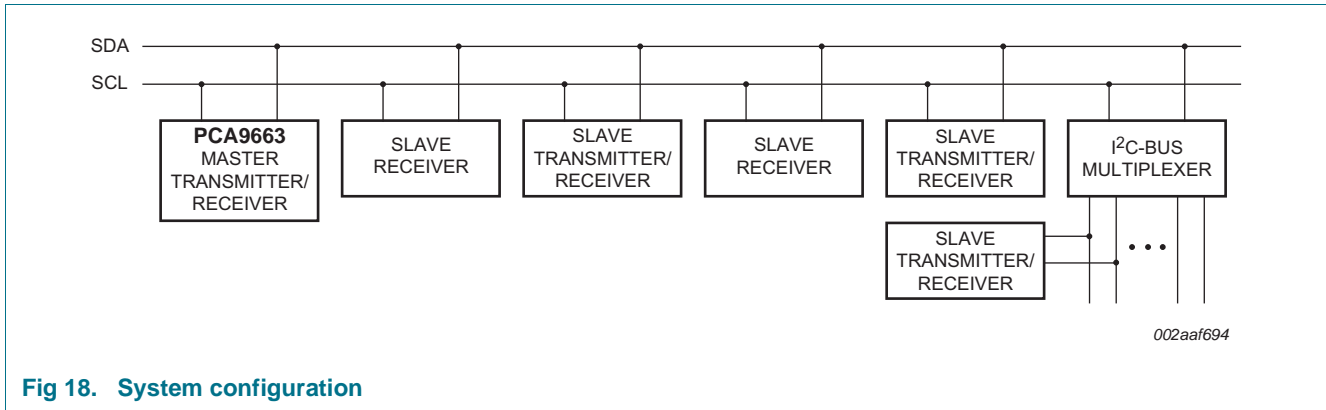 SDA
SCL
PCA9663
MASTER
TRANSMITTER/
RECEIVER
SLAVE
RECEIVER
SLAVE
TRANSMITTER/
RECEIVER
SLAVE
RECEIVER
SLAVE
TRANSMITTER/
RECEIVER
I²C-BUS
MULTIPLEXER
SLAVE
TRANSMITTER/
RECEIVER
002aaf694
Fig 18. System configuration